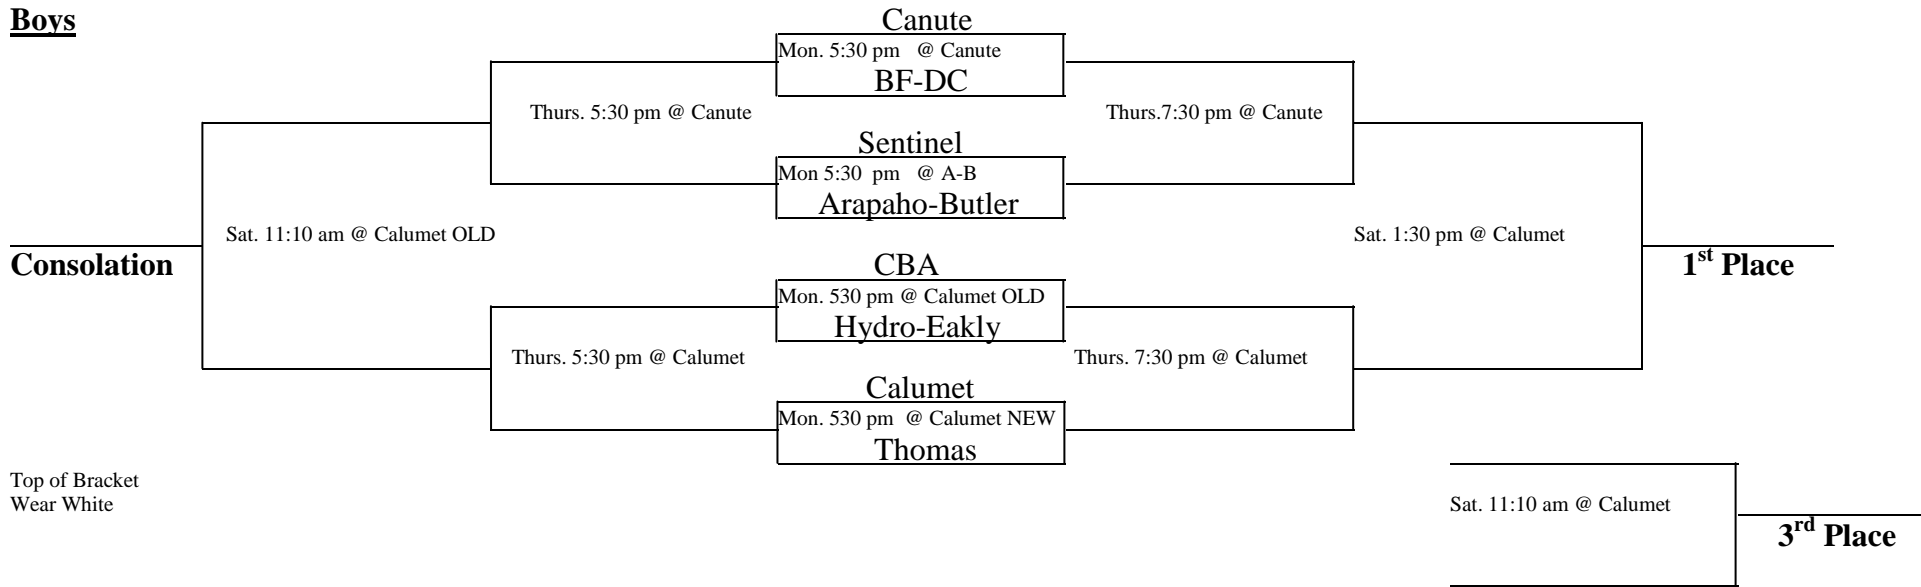 Boys
Canute
Mon. 5:30 pm @ Canute
BF-DC
Thurs. 5:30 pm @ Canute
Thurs.7:30 pm @ Canute
Sentinel
Mon 5:30 pm @ A-B
Arapaho-Butler
Sat. 11:10 am @ Calumet OLD
Sat. 1:30 pm @ Calumet
Consolation
CBA
1st Place
Mon. 530 pm @ Calumet OLD
Hydro-Eakly
Thurs. 5:30 pm @ Calumet
Thurs. 7:30 pm @ Calumet
Calumet
Mon. 530 pm @ Calumet NEW
Thomas
Top of Bracket
Wear White
Sat. 11:10 am @ Calumet
3rd Place